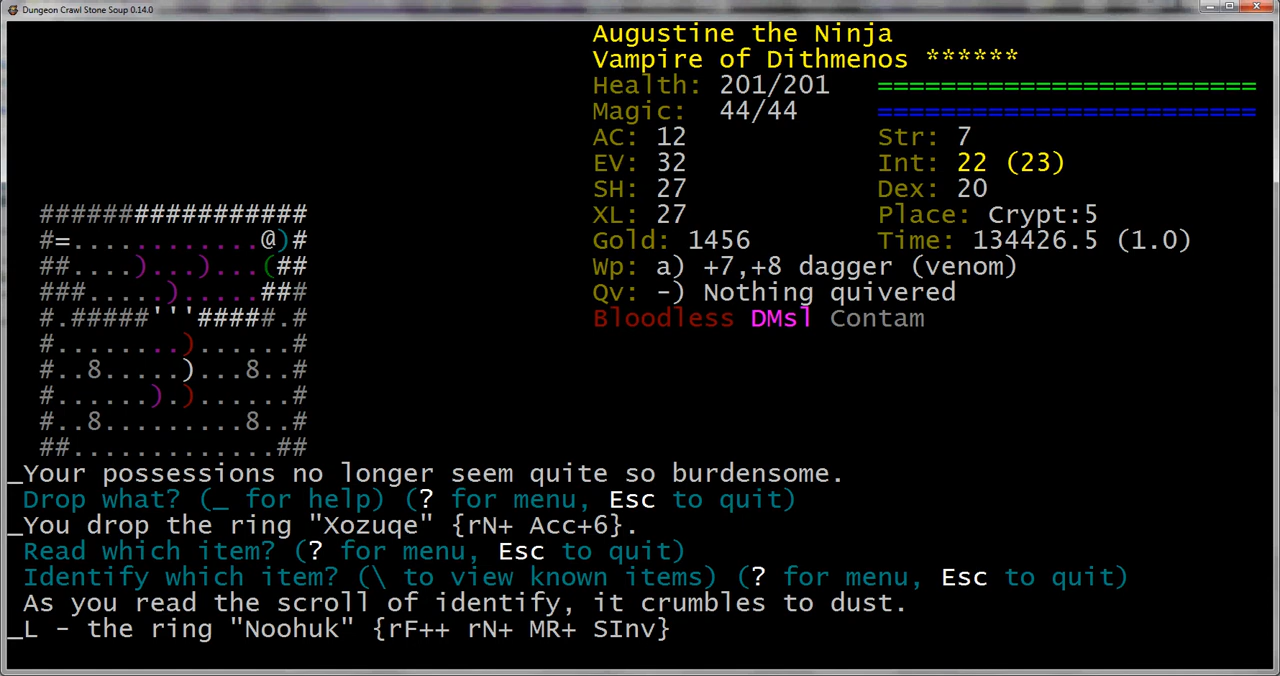 Dungeon Crawl Stone Soup 0.14.0
Augustine the Ninja
Vampire of Dithmenos ******
Health: 201/201 ========================
Magic: 44/44 ========================
AC: 12 Str: 7
EV: 32 Int: 22 (23)
SH: 27 Dex: 20
XL: 27 Place: Crypt:5
Gold: 1456 Time: 134426.5 (1.0)
Wp: a) +7,+8 dagger (venom)
Qv: -) Nothing quivered
Bloodless DMsl Contam
#################
#=.............@)#
##....)...)...(##
###.....).....###
#.#####'''#####.#
#........)......#
#..8.....)...8..#
#......).)......#
#..8.........8..#
##.............##
_Your possessions no longer seem quite so burdensome.
Drop what? (_ for help) (? for menu, Esc to quit)
_You drop the ring "Xozuqe" {rN+ Acc+6}.
Read which item? (? for menu, Esc to quit)
Identify which item? (\ to view known items) (? for menu, Esc to quit)
As you read the scroll of identify, it crumbles to dust.
_L - the ring "Noohuk" {rF++ rN+ MR+ SInv}